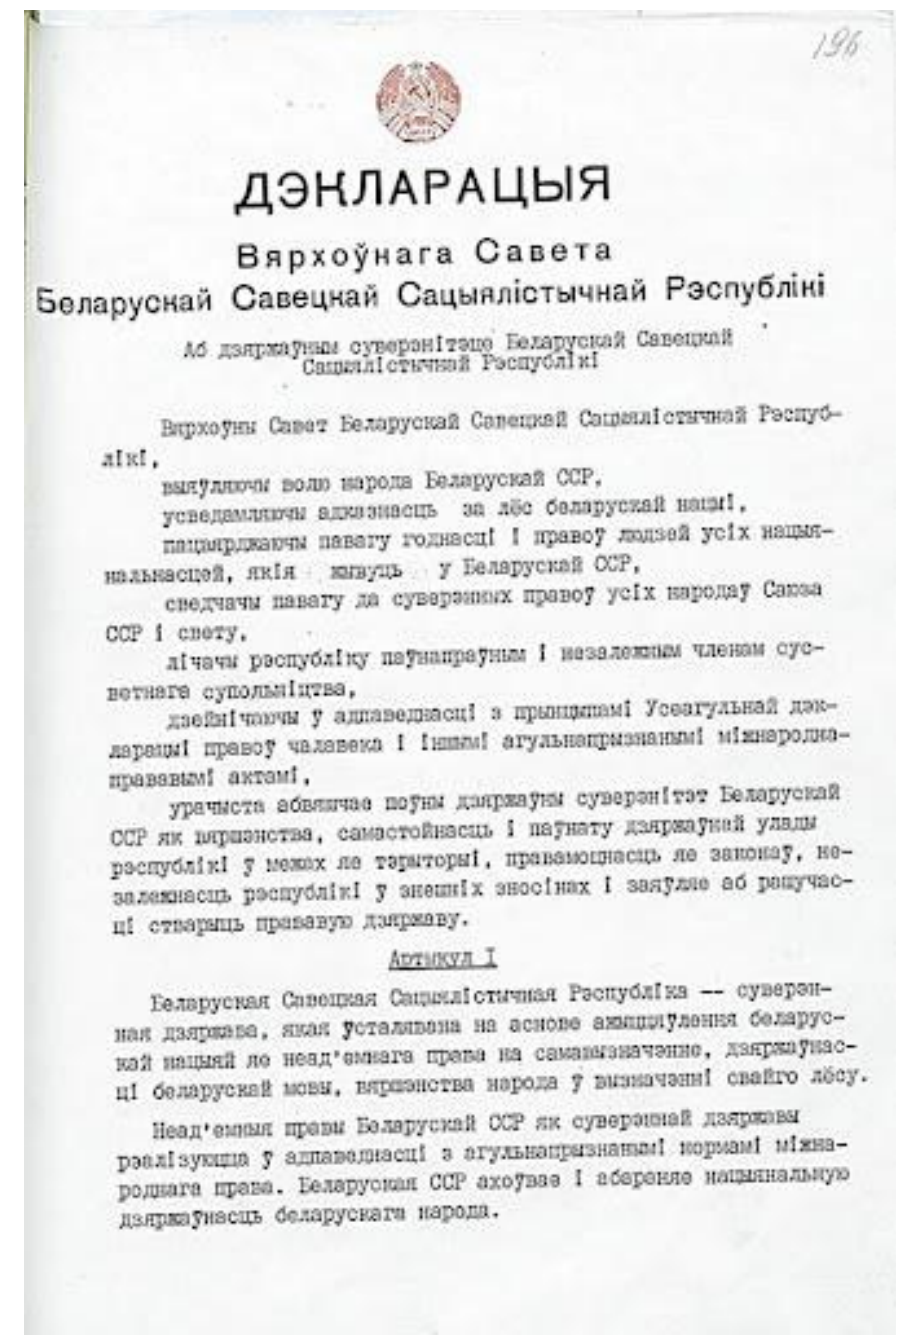 196
ДЭКЛАРАЦЫЯ
Вярхоўнага Савета
Беларускай Савецкай Сацыялістычнай Рэспублікі
Аб дзяржаўным суверэнітэце Беларускай Савецкай
Сацыялістычнай Рэспублікі
Вярхоўны Савет Беларускай Савецкай Сацыялістычнай Рэспуб-
лікі,
выяўляючы волю народа Беларускай ССР,
усведамляючы адказнасць за лёс беларускай нацыі,
пацвярджаючы павагу годнасці і правоў людзей усіх нацыя-
нальнасцей, якія жывуць у Беларускай ССР,
сведчачы павагу да суверэнных правоў усіх народаў Саюза
ССР і свету,
лічачы рэспубліку паўнапраўным і незалежным членам сус-
ветнага супольніцтва,
дзейнічаючы ў адпаведнасці з прынцыпамі Усеагульнай дэк-
ларацыі правоў чалавека і іншымі агульнапрызнанымі міжнародна-
прававымі актамі,
урачыста абвяшчае поўны дзяржаўны суверэнітэт Беларускай
ССР як вяршэнства, самастойнасць і паўнату дзяржаўнай улады
рэспублікі ў межах яе тэрыторыі, правамоцнасць яе законаў, не-
залежнасць рэспублікі ў знешніх зносінах і заяўляе аб рашучас-
ці стварыць прававую дзяржаву.
Артыкул I
Беларуская Савецкая Сацыялістычная Рэспубліка — суверэн-
ная дзяржава, якая ўсталявана на аснове ажыццяўлення беларус-
кай нацыяй яе неад'емнага права на самавызначэнне, дзяржаўнас-
ці беларускай мовы, вяршэнства народа ў вызначэнні свайго лёсу.
Неад'емныя правы Беларускай ССР як суверэннай дзяржавы
рэалізуюцца ў адпаведнасці з агульнапрызнанымі нормамі міжна-
роднага права. Беларуская ССР ахоўвае і аберагае нацыянальную
дзяржаўнасць беларускага народа.